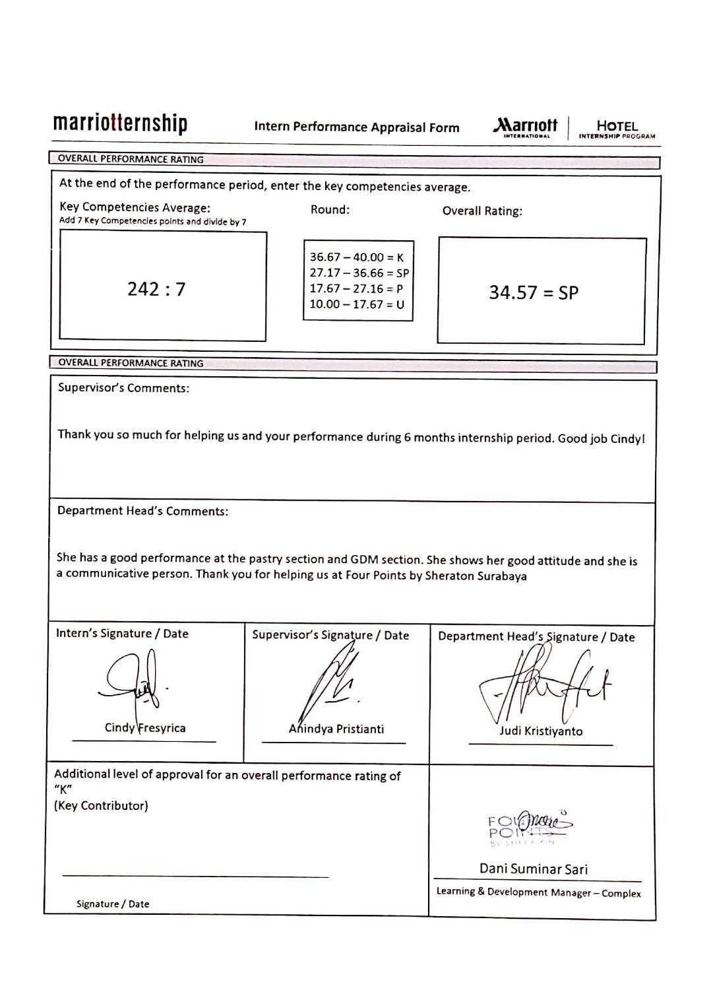 marriotternship
Intern Performance Appraisal Form
Marriott
INTERNATIONAL
HOTEL
INTERNSHIP PROGRAM
OVERALL PERFORMANCE RATING
At the end of the performance period, enter the key competencies average.
Key Competencies Average:
Add 7 Key Competencies points and divide by 7
Round:
Overall Rating:
242 : 7
36.67 – 40.00 = K
27.17 – 36.66 = SP
17.67 – 27.16 = P
10.00 – 17.67 = U
34.57 = SP
OVERALL PERFORMANCE RATING
Supervisor's Comments:
Thank you so much for helping us and your performance during 6 months internship period. Good job Cindy!
Department Head's Comments:
She has a good performance at the pastry section and GDM section. She shows her good attitude and she is
a communicative person. Thank you for helping us at Four Points by Sheraton Surabaya
Intern's Signature / Date
Supervisor's Signature / Date
Department Head's Signature / Date
Cindy Fresyrica
Anindya Pristianti
Judi Kristiyanto
Additional level of approval for an overall performance rating of
“K”
(Key Contributor)
Signature / Date
FOUR
POINTS
BY SHERATON
Dani Suminar Sari
Learning & Development Manager – Complex